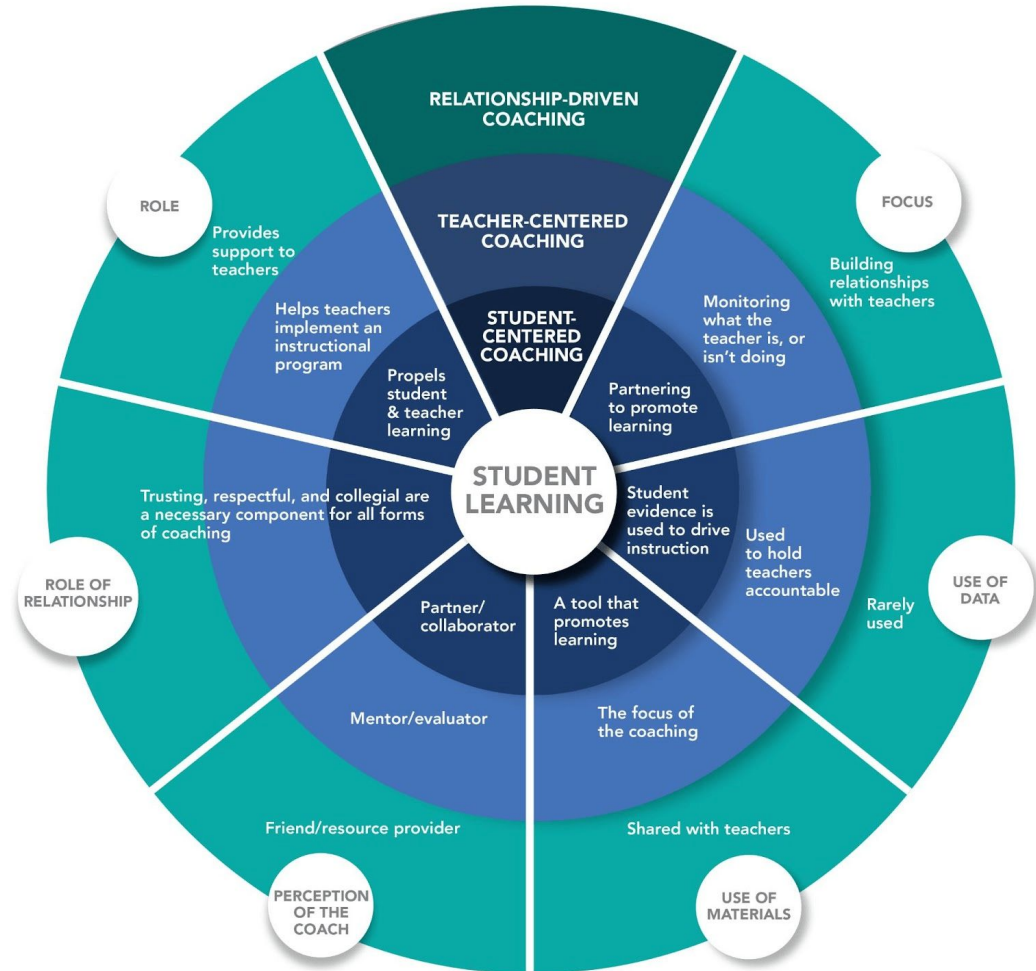 RELATIONSHIP-DRIVEN
COACHING
TEACHER-CENTERED
COACHING
STUDENT-
CENTERED
COACHING
STUDENT
LEARNING
FOCUS
Building
relationships
with teachers
Monitoring
what the
teacher is, or
isn't doing
Partnering
to promote
learning
USE OF
DATA
Rarely
used
Used
to hold
teachers
accountable
Student
evidence is
used to drive
instruction
USE OF
MATERIALS
Shared with teachers
The focus of
the coaching
A tool that
promotes
learning
PERCEPTION
OF THE
COACH
Friend/resource provider
Mentor/evaluator
Partner/
collaborator
ROLE OF
RELATIONSHIP
Trusting, respectful, and collegial are
a necessary component for all forms
of coaching
ROLE
Provides
support to
teachers
Helps teachers
implement an
instructional
program
Propels
student
& teacher
learning